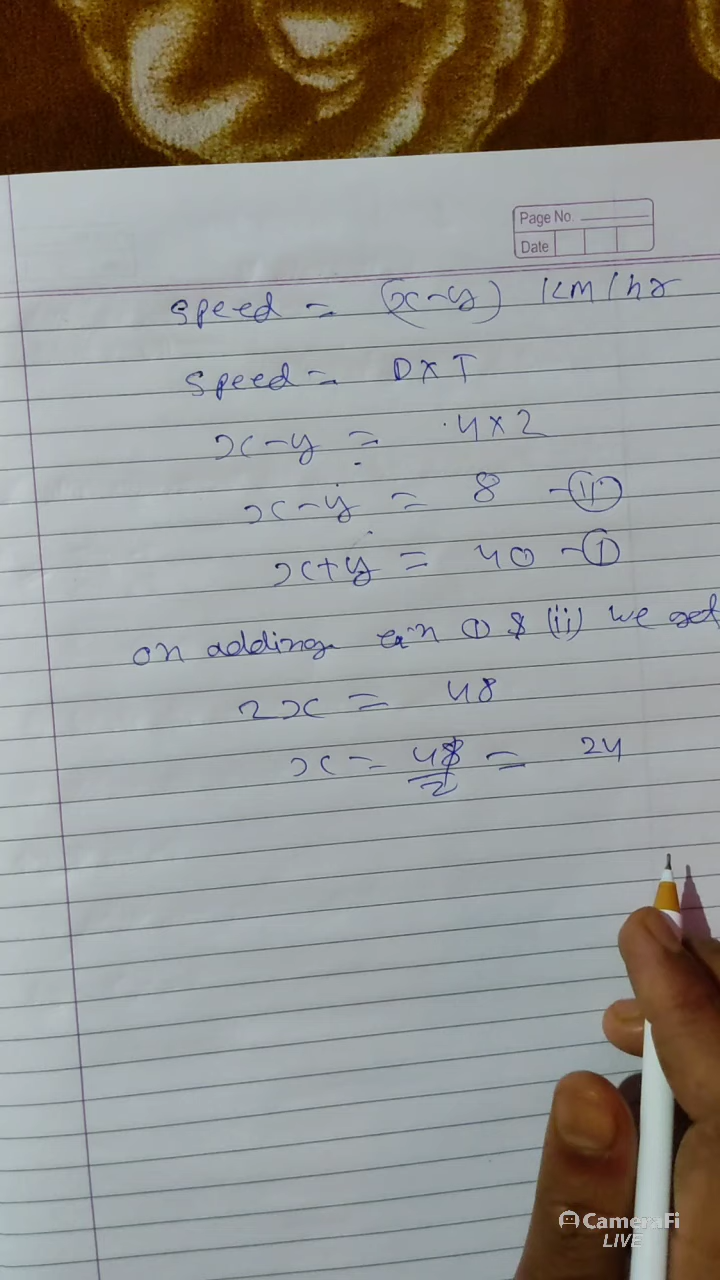 Page No.
Date
speed = (x-y) KM/hr
speed = D x T
x-y = 4 x 2
x-y = 8 -(ii)
x+y = 40 -(i)
on adding eqn (i) & (ii) we get
2x = 48
x = 48/2 = 24
CameraFi
LIVE